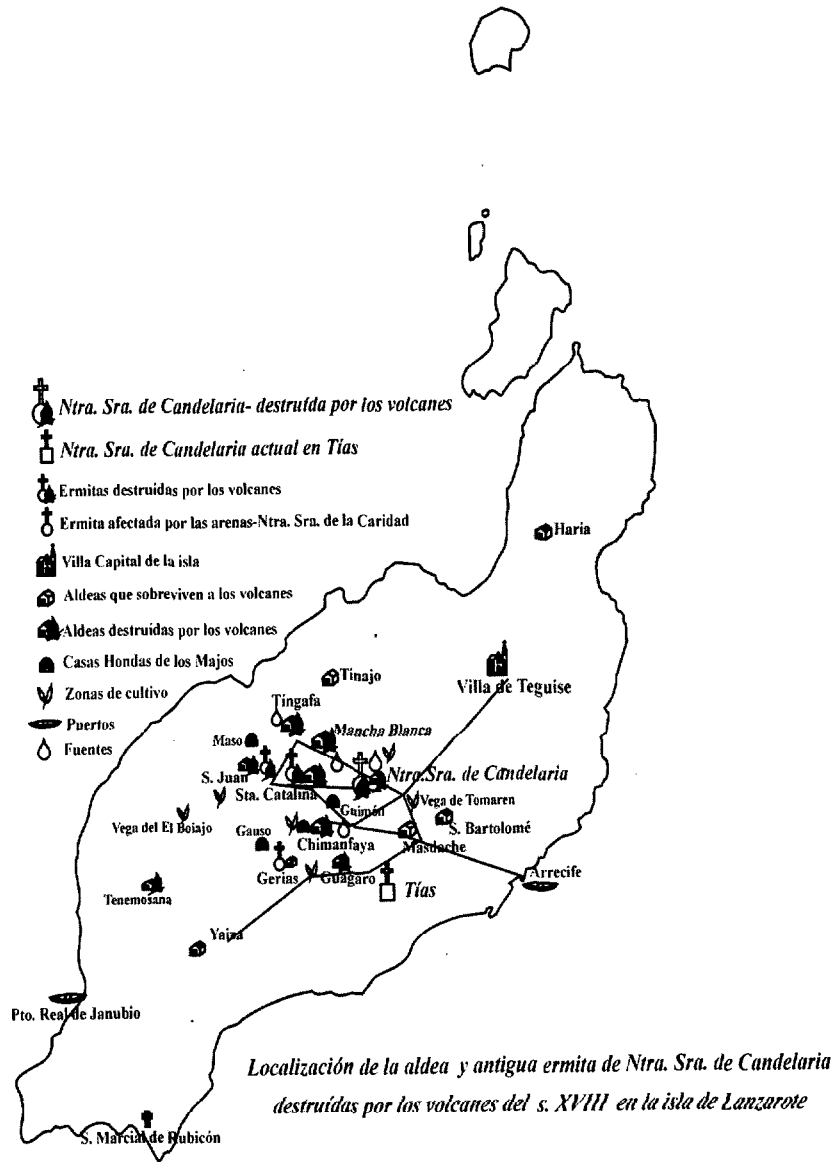 Ntra. Sra. de Candelaria- destruída por los volcanes
Ntra. Sra. de Candelaria actual en Tías
Ermitas destruidas por los volcanes
Ermita afectada por las arenas-Ntra. Sra. de la Caridad
Villa Capital de la isla
Aldeas que sobreviven a los volcanes
Aldeas destruidas por los volcanes
Casas Hondas de los Majos
Zonas de cultivo
Puertos
Fuentes
Haría
Tinajo
Villa de Teguise
Tingafa
Mancha Blanca
Maso
S. Juan
Ntra.Sra. de Candelaria
Sta. Catalina
Guimón
Vega de Tomaren
Vega del El Boiajo
Gauso
S. Bartolomé
Chimanfaya
Masdache
Gerias
Guagaro
Arrecife
Tías
Tenemosana
Yaiza
Pto. Real de Janubio
Localización de la aldea y antigua ermita de Ntra. Sra. de Candelaria
destruídas por los volcanes del s. XVIII en la isla de Lanzarote
S. Marcial de Rubicón